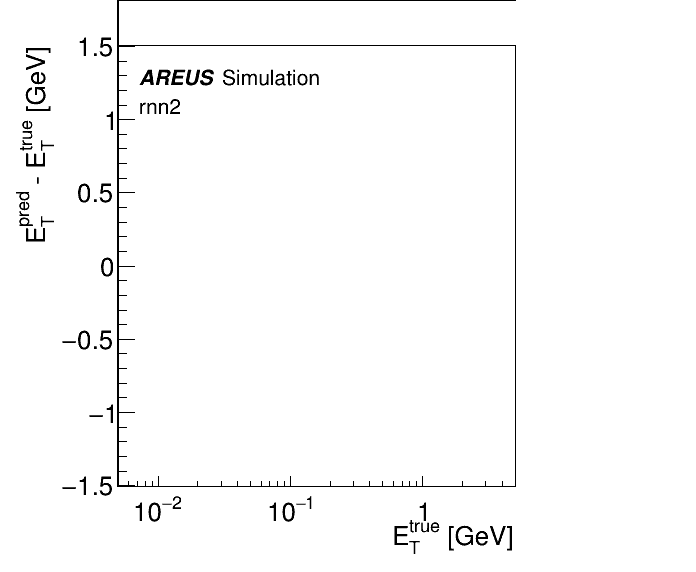 1.5
AREUS Simulation
rnn2
1
0.5
0
−0.5
−1
−1.5
E_T^pred - E_T^true [GeV]
10^−2 10^−1 1
E_T^true [GeV]